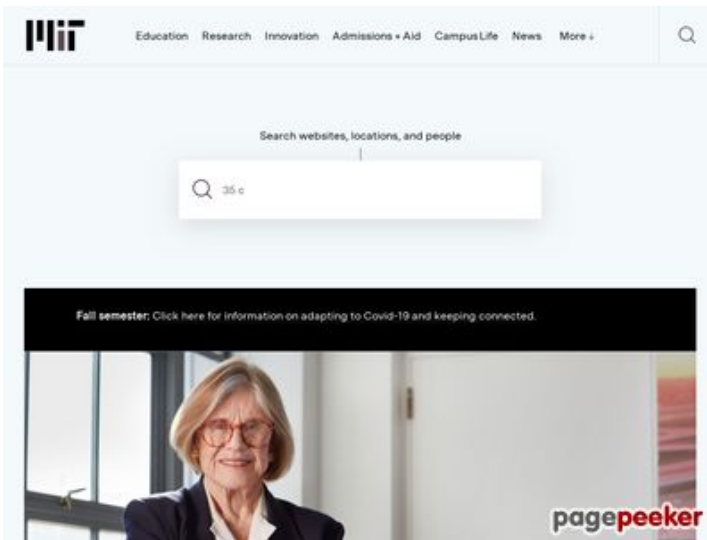 MIT
Education Research Innovation Admissions + Aid Campus Life News More ↓
Search websites, locations, and people
35 c
Fall semester: Click here for information on adapting to Covid-19 and keeping connected.
pagepeeker